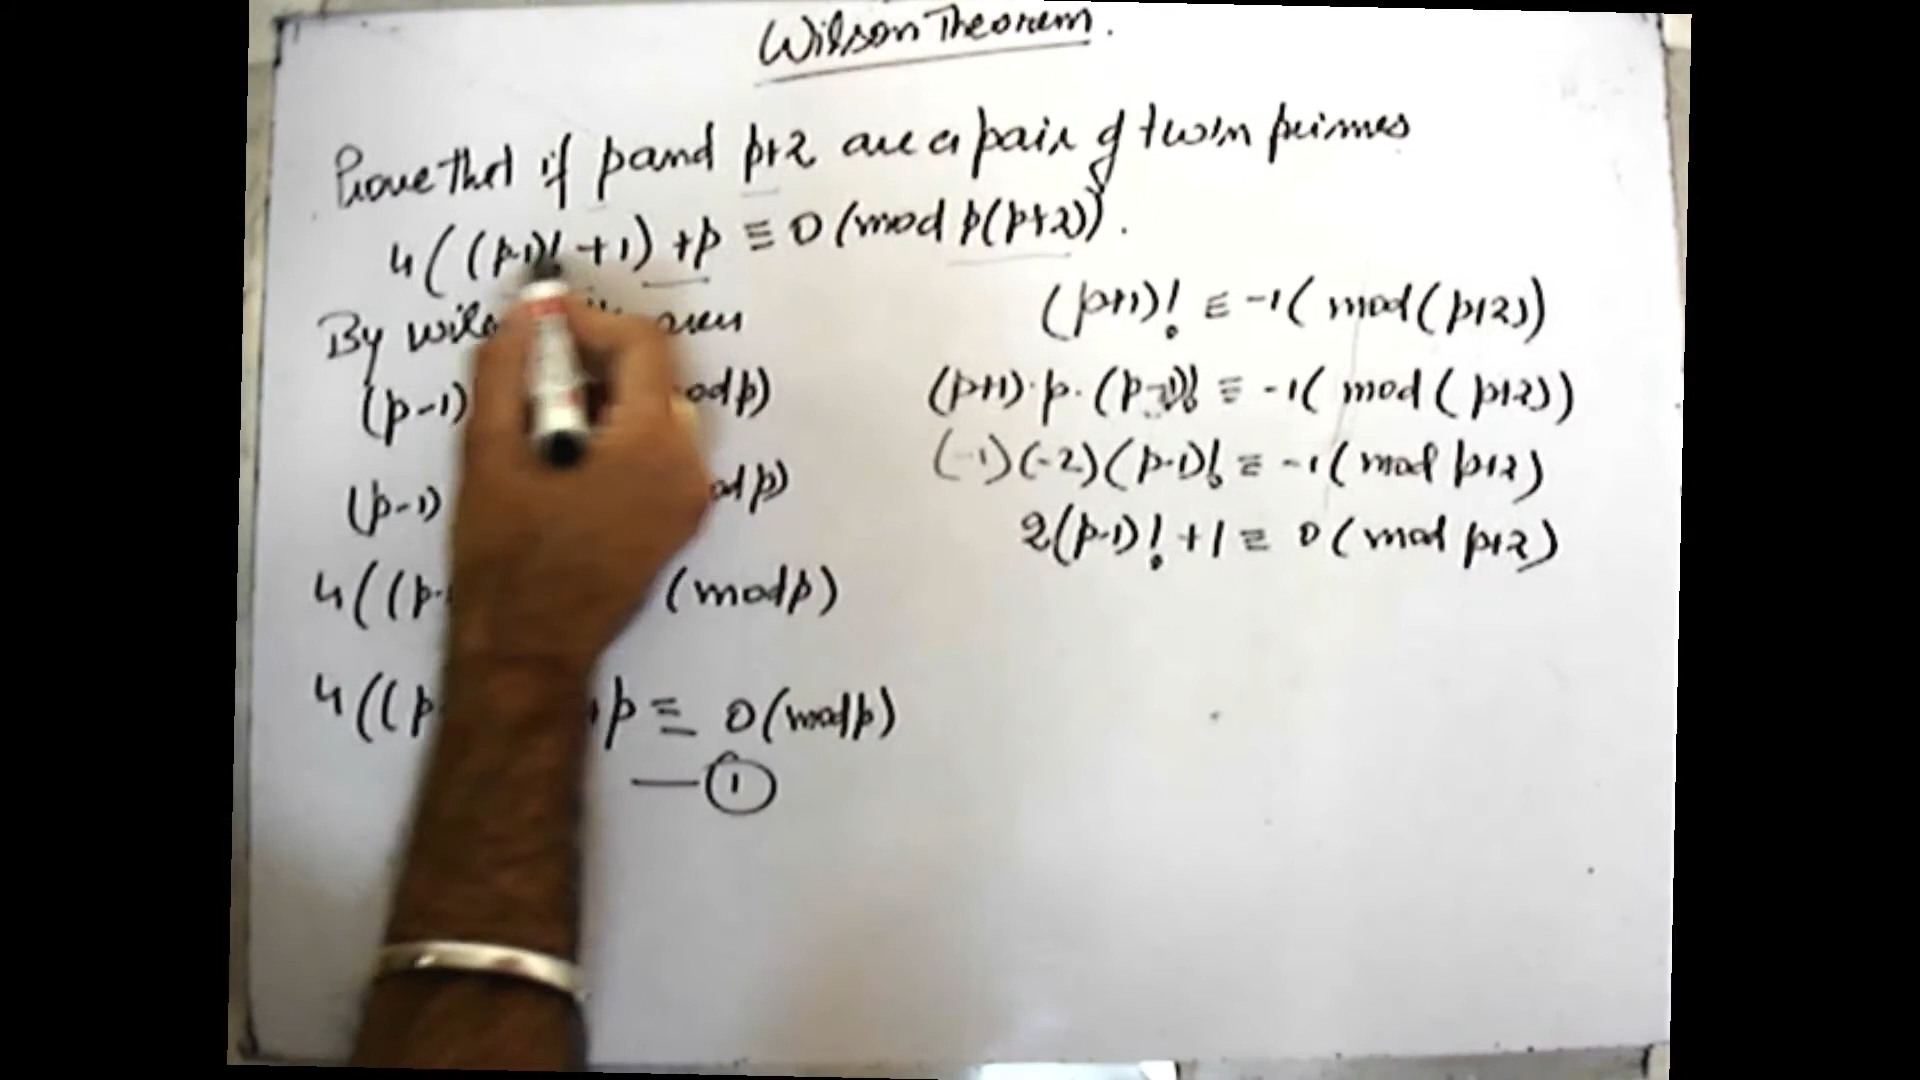 Wilson Theorem.
Prove that if p and p+2 are a pair of twin primes
4((p-1)!+1)+p ≡ 0 (mod p(p+2)).
By
(p-1) mod p)
(p-1) mod p)
4((p- (mod p)
4((p +p ≡ 0 (mod p)
— ①
(p+1)! ≡ -1 ( mod (p+2))
(p+1)·p·(p-1)! ≡ -1 ( mod (p+2))
(-1)(-2)(p-1)! ≡ -1 ( mod p+2)
2(p-1)! +1 ≡ 0 ( mod p+2)